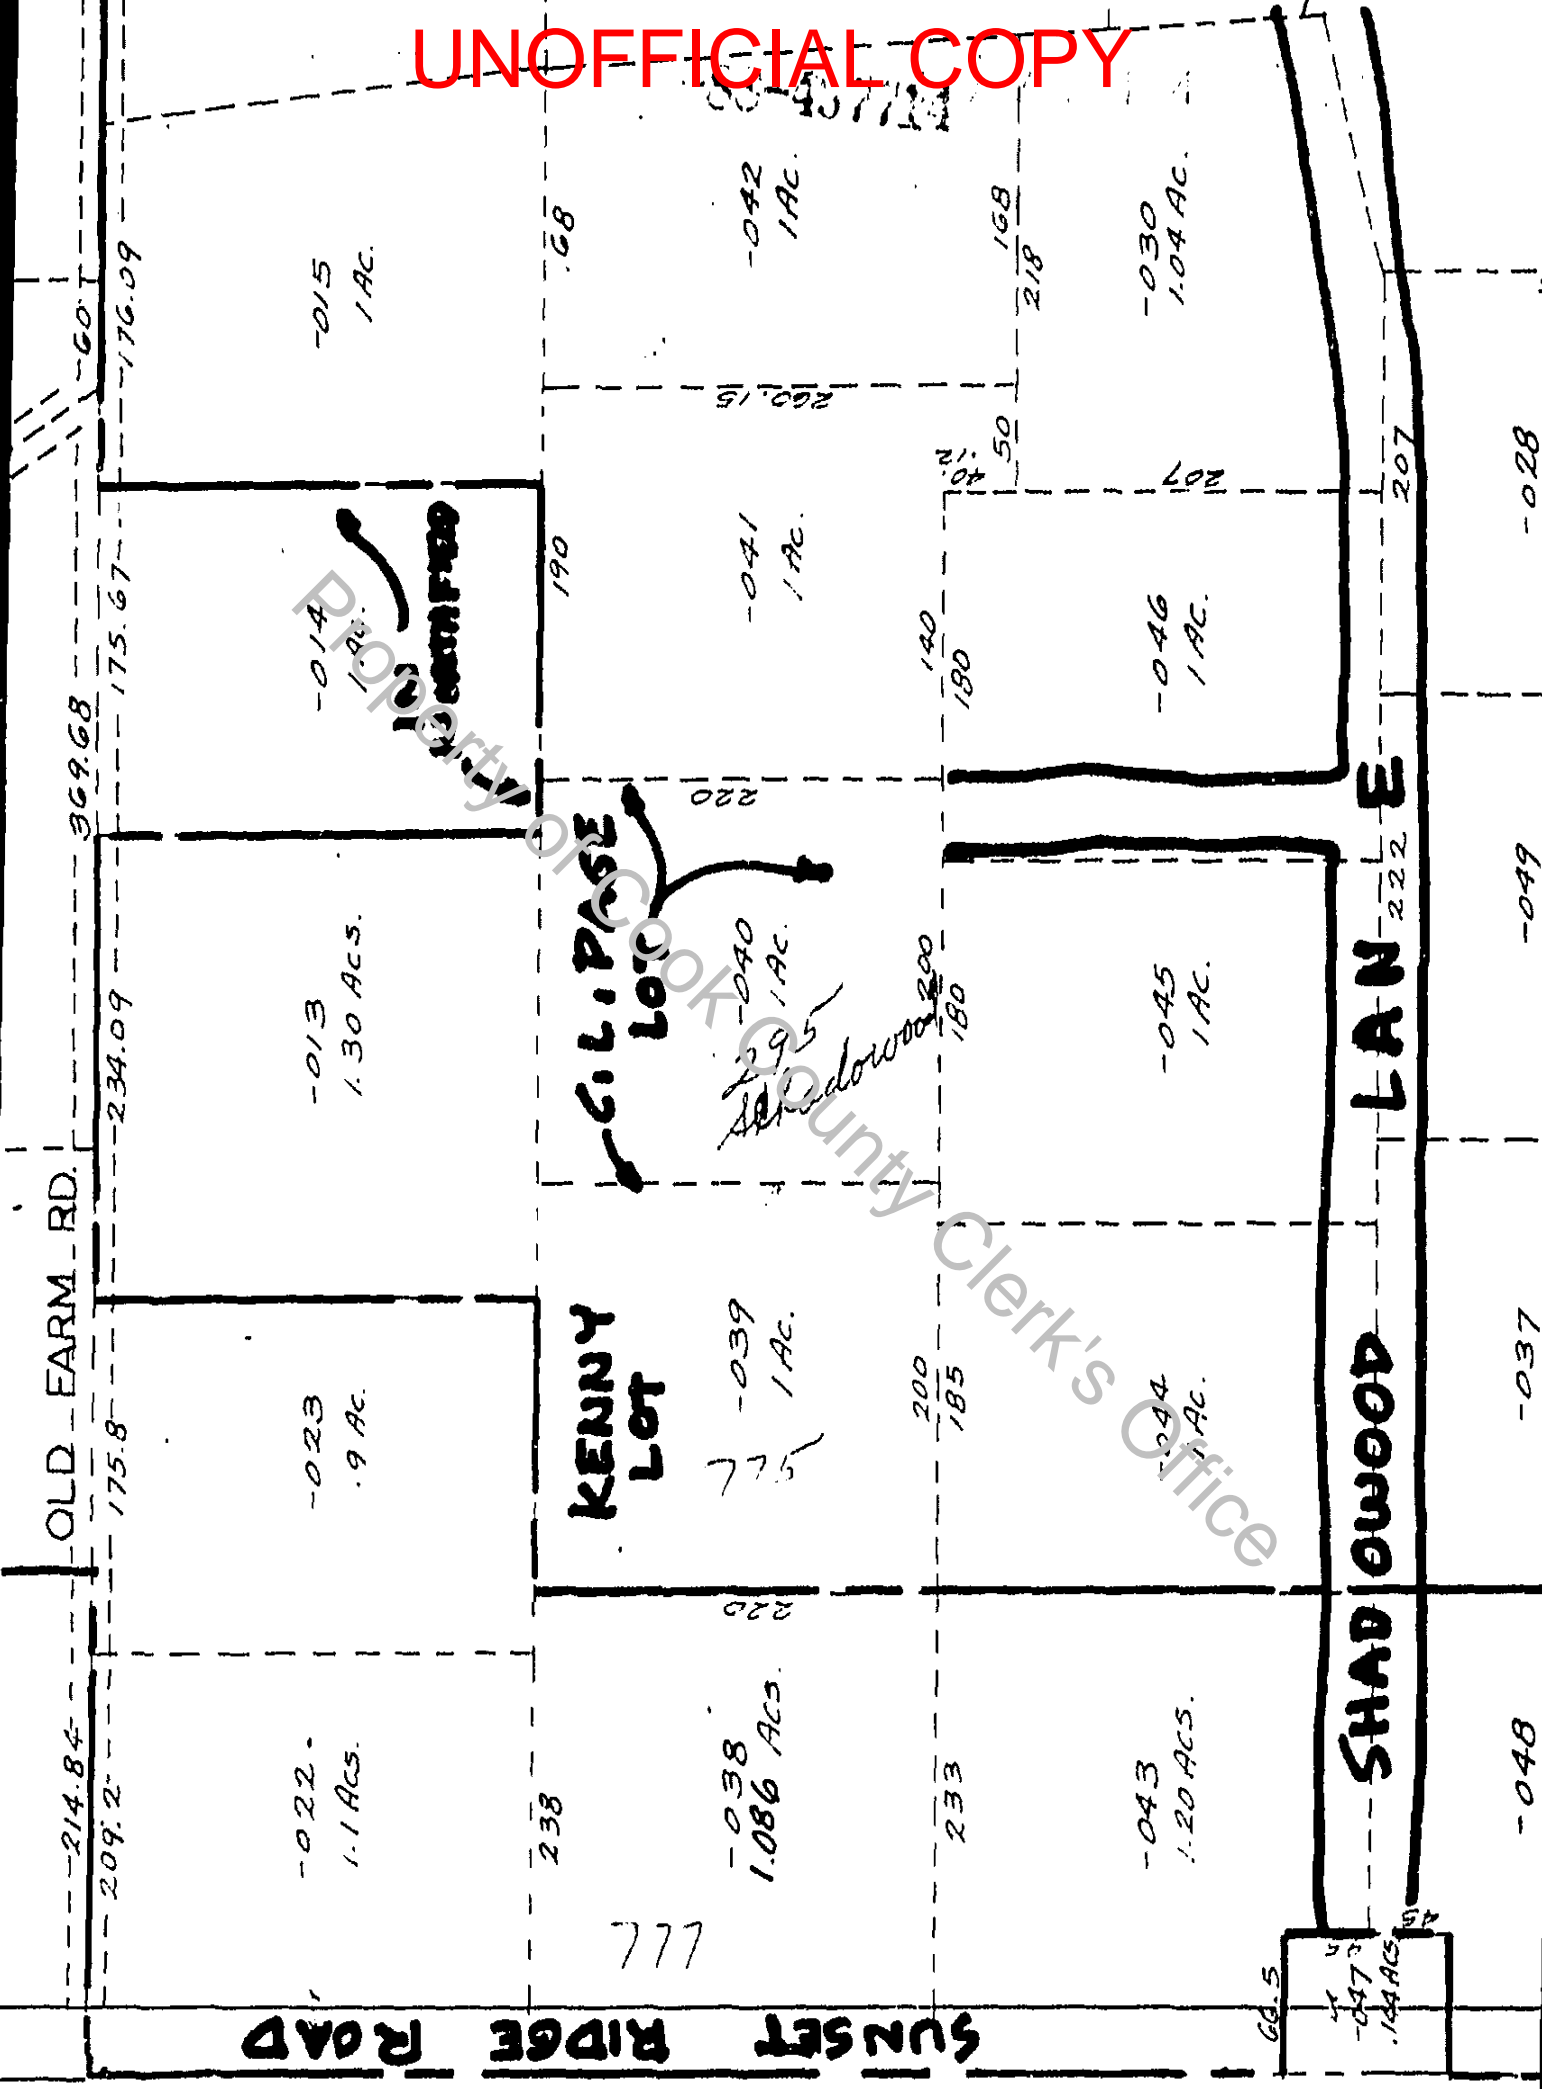 UNOFFICIAL COPY
OLD FARM RD.
60
176.09
369.68
175.67
234.09
175.8
214.84
209.2
-015
1 Ac.
-014
1 Ac.
IN
-013
1.30 Acs.
-023
.9 Ac.
-022
1.1 Acs.
.68
190
238
-042
1 Ac.
260.15
-041
1 Ac.
220
GILIPASE
LOT
-040
1 Ac.
295
Shadowood
KENNY
LOT
-039
1 Ac.
775
220
-038
1.086 Acs.
777
168
218
50
40.12
140
180
200
180
200
185
233
-030
1.04 Ac.
207
-046
1 Ac.
-045
1 Ac.
-044
1 Ac.
-043
1.20 Acs.
207
222
SHADOWOOD LANE
-028
-049
-037
-048
66.5
-047
.144 Acs
SUNSET RIDGE ROAD
Property of Cook County Clerk's Office